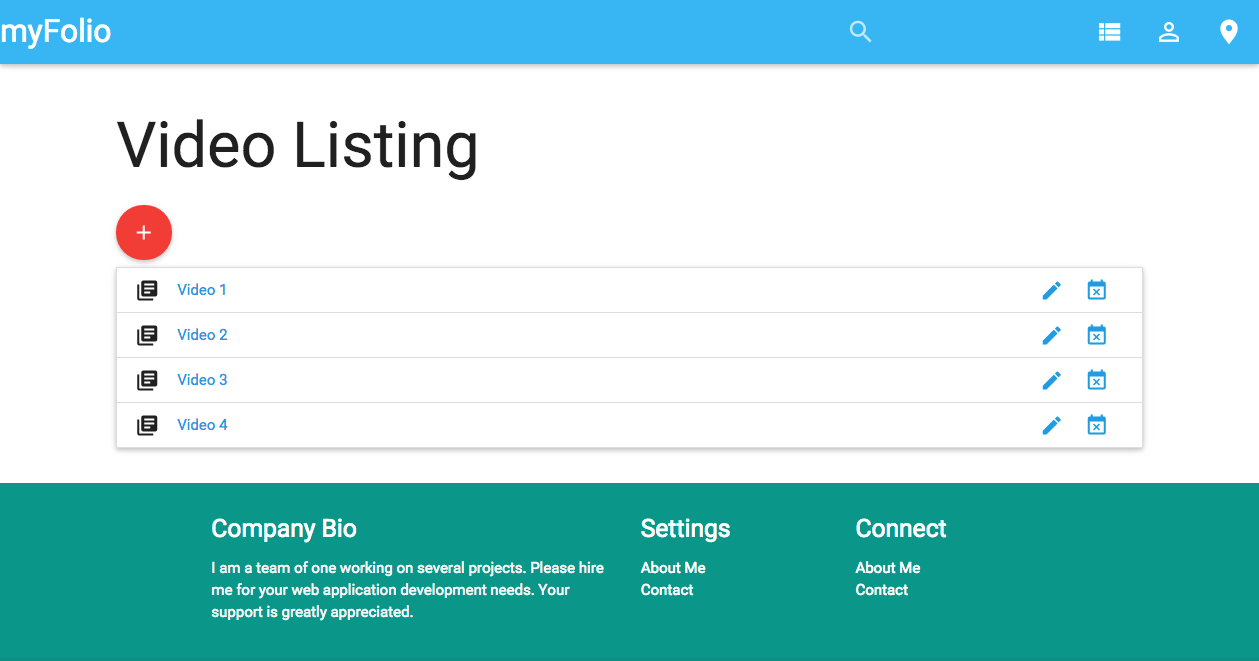 myFolio
Video Listing
Video 1
Video 2
Video 3
Video 4
Company Bio
I am a team of one working on several projects. Please hire
me for your web application development needs. Your
support is greatly appreciated.
Settings
About Me
Contact
Connect
About Me
Contact